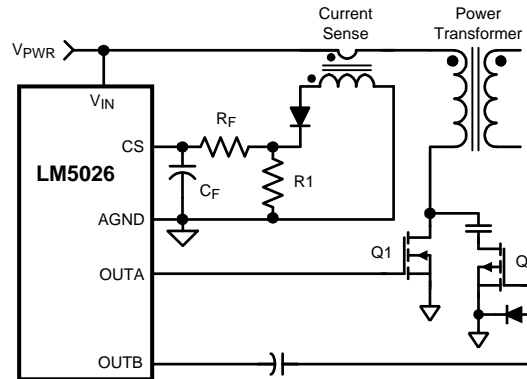 Current
Sense
Power
Transformer
VPWR
VIN
CS
RF
LM5026
CF
R1
AGND
Q1
Q
OUTA
OUTB